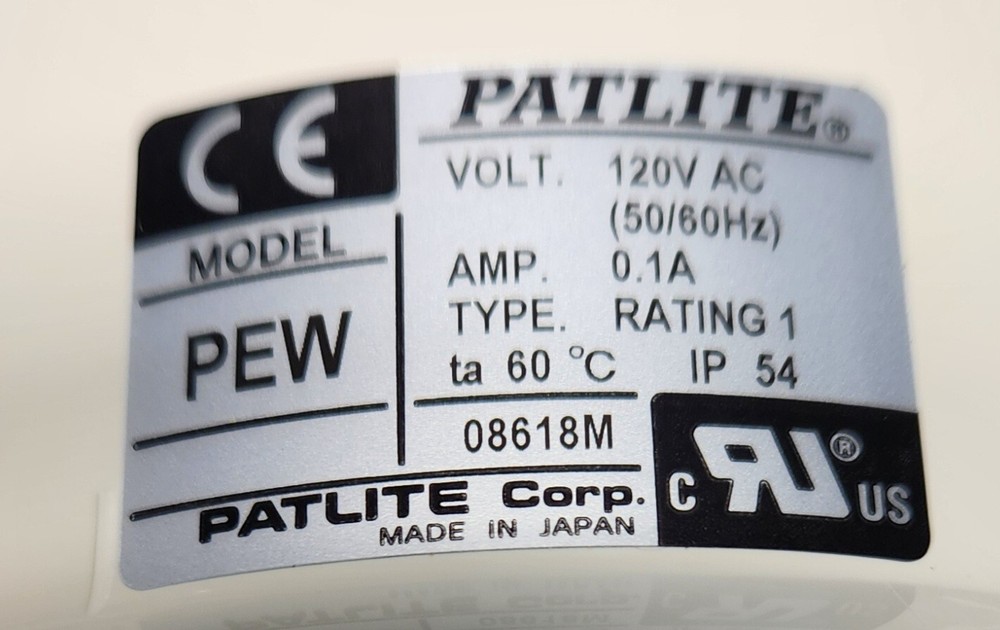 CE
MODEL
PEW
PATLITE®
VOLT. 120V AC
(50/60Hz)
AMP. 0.1A
TYPE. RATING 1
ta 60 °C IP 54
08618M
PATLITE Corp.
MADE IN JAPAN
C RU® US